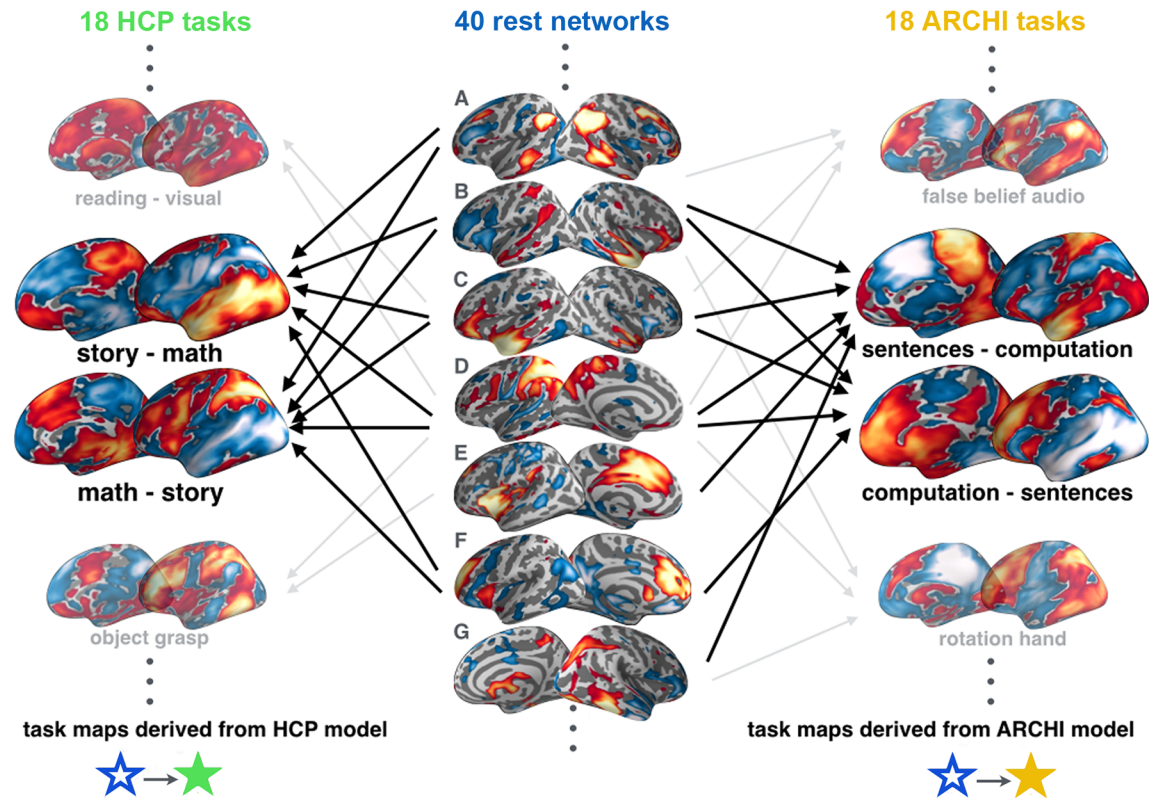 18 HCP tasks
40 rest networks
18 ARCHI tasks
A
reading - visual
false belief audio
B
C
story - math
sentences - computation
D
E
math - story
computation - sentences
F
G
object grasp
rotation hand
task maps derived from HCP model
task maps derived from ARCHI model